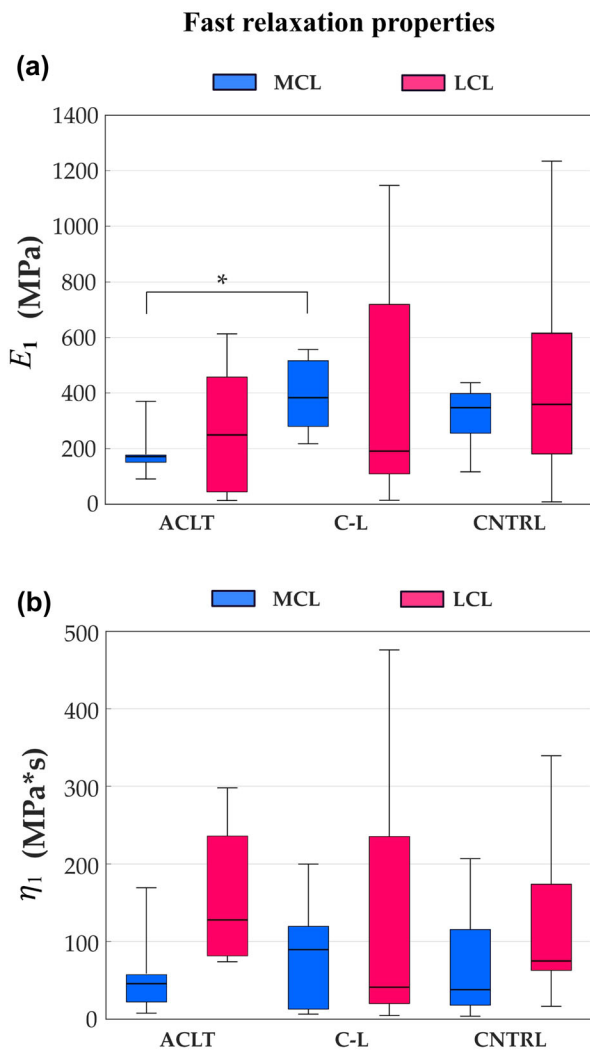 Fast relaxation properties
(a)
MCL LCL
1400
1200
1000
800
600
400
200
0
E₁ (MPa)
*
ACLT C-L CNTRL
(b)
MCL LCL
500
400
300
200
100
0
η₁ (MPa*s)
ACLT C-L CNTRL